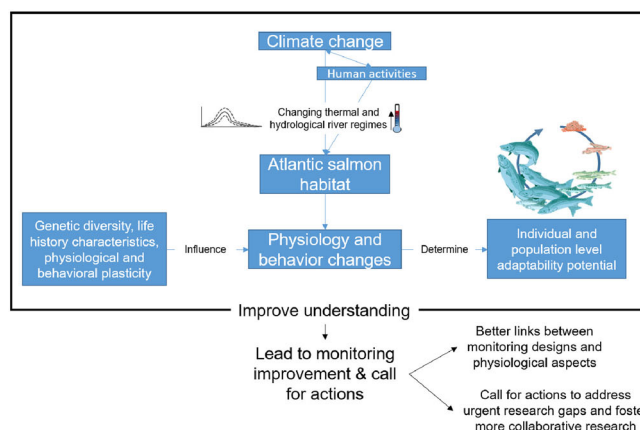 Climate change
Human activities
Changing thermal and
hydrological river regimes
Atlantic salmon
habitat
Genetic diversity, life
history characteristics,
physiological and
behavioral plasticity
Influence
Physiology and
behavior changes
Determine
Individual and
population level
adaptability potential
Improve understanding
Lead to monitoring
improvement & call
for actions
Better links between
monitoring designs and
physiological aspects
Call for actions to address
urgent research gaps and foste
more collaborative research